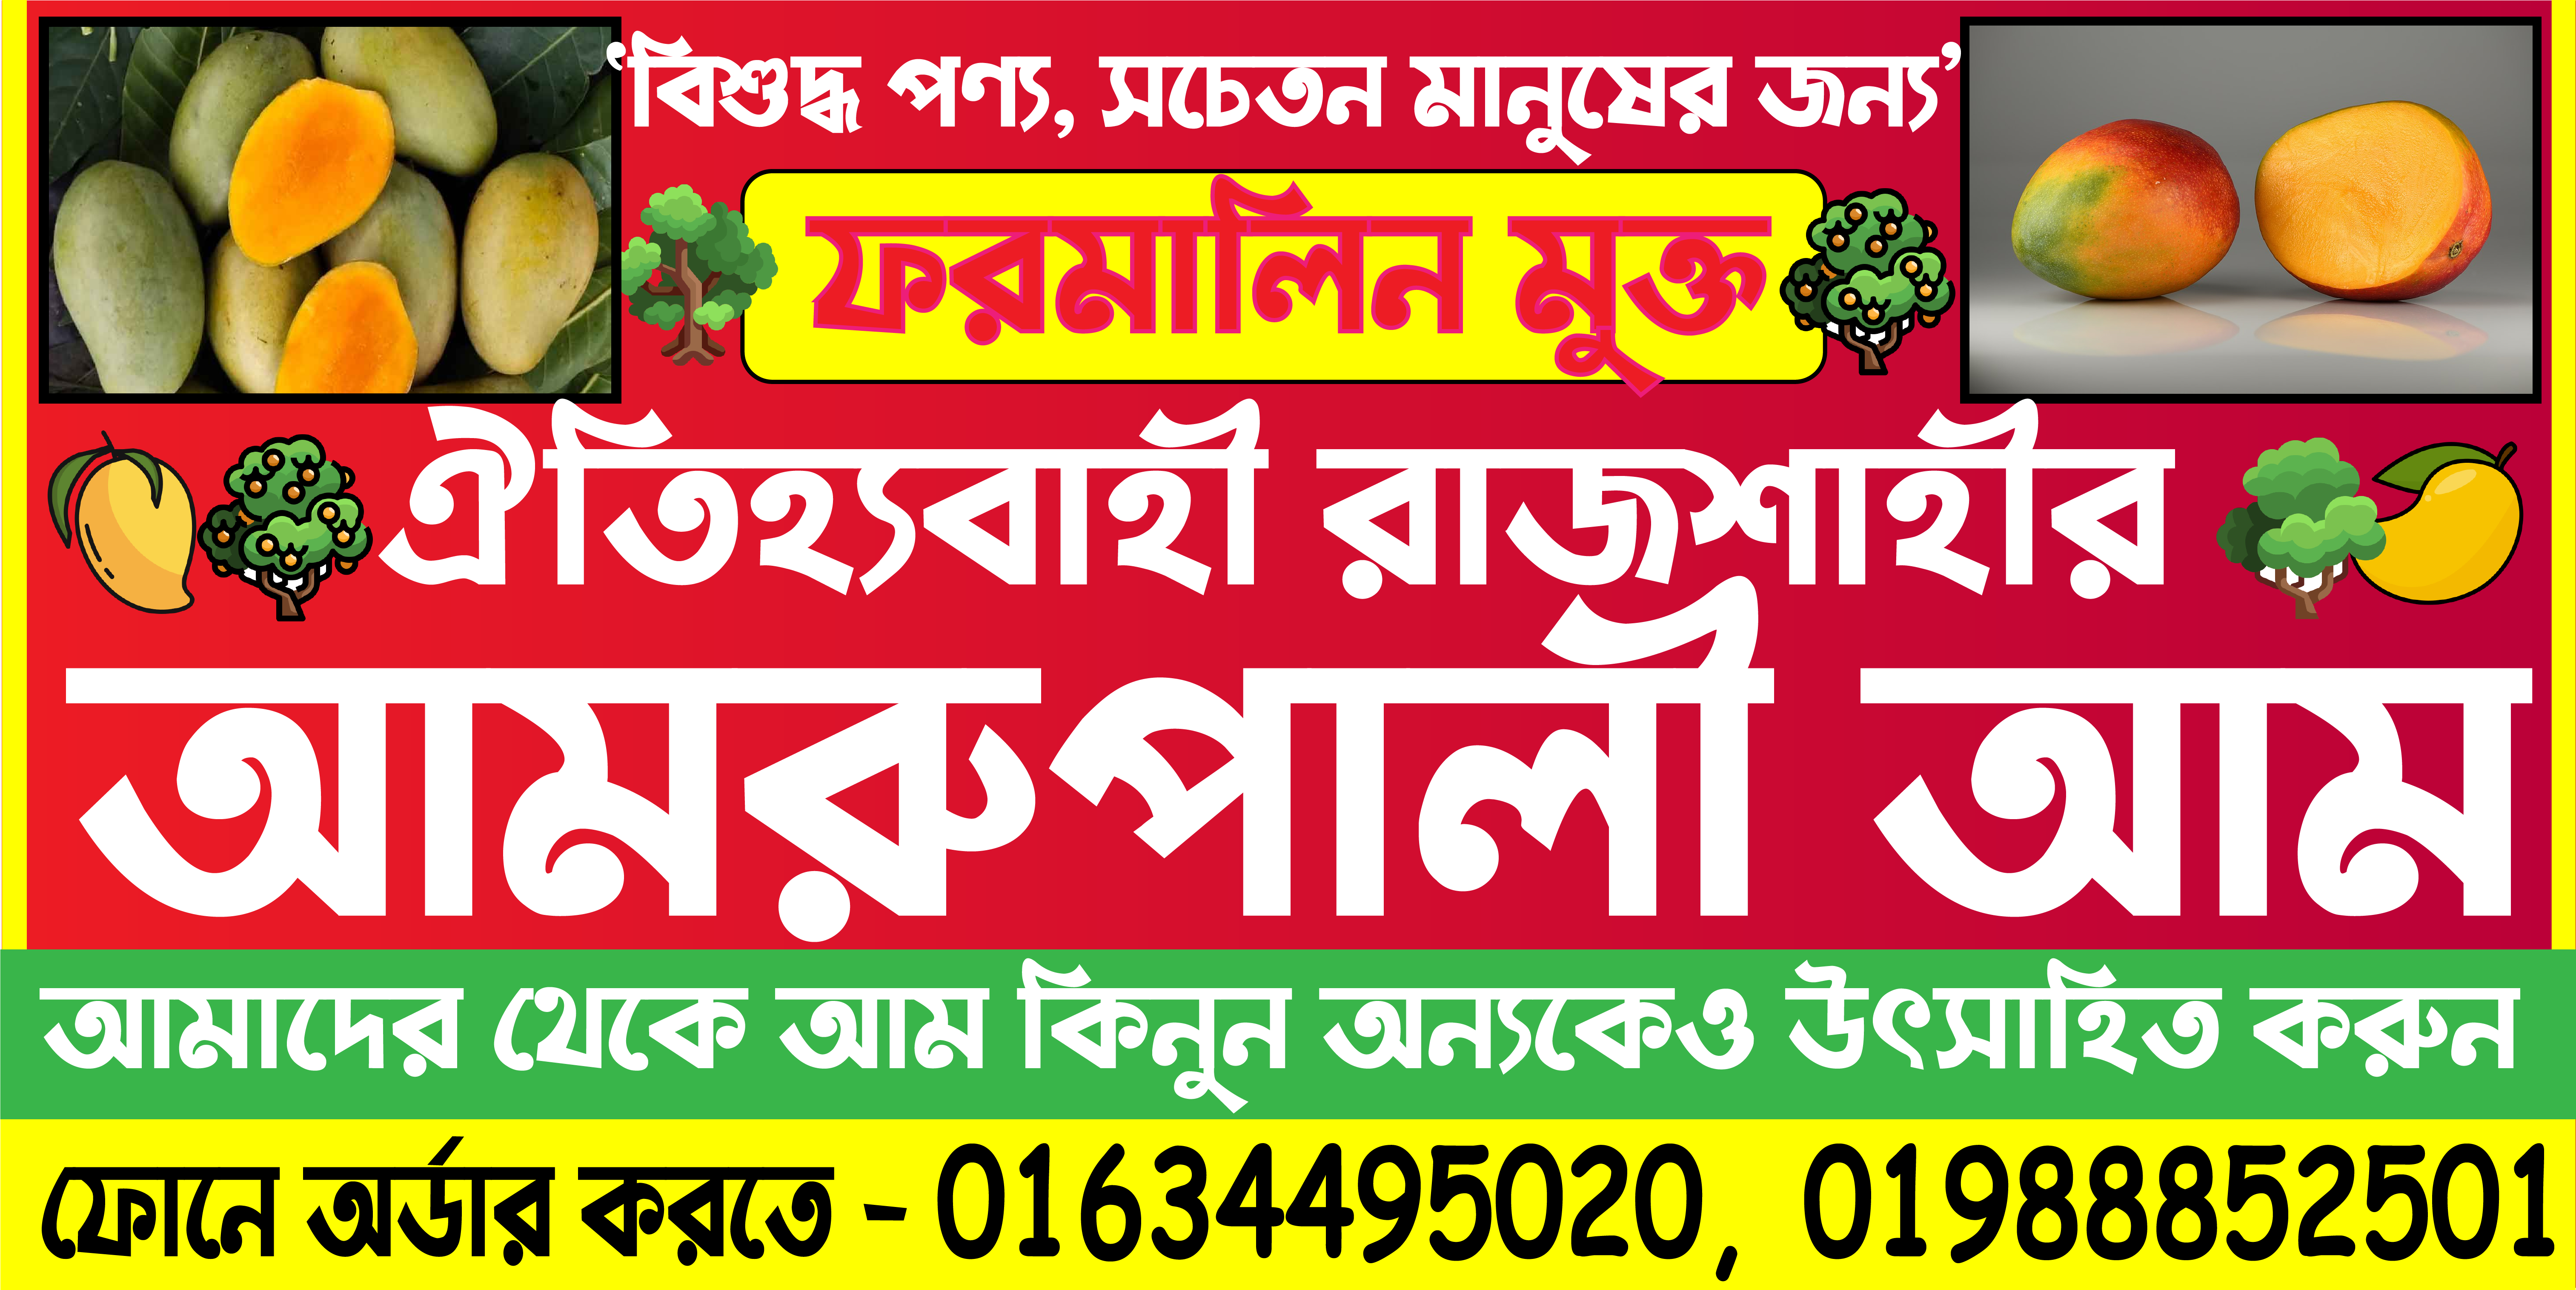 ‘বিশুদ্ধ পণ্য, সচেতন মানুষের জন্য’
ফরমালিন মুক্ত
ঐতিহ্যবাহী রাজশাহীর
আমরুপালী আম
আমাদের থেকে আম কিনুন অন্যকেও উৎসাহিত করুন
ফোনে অর্ডার করতে - 01634495020, 01988852501